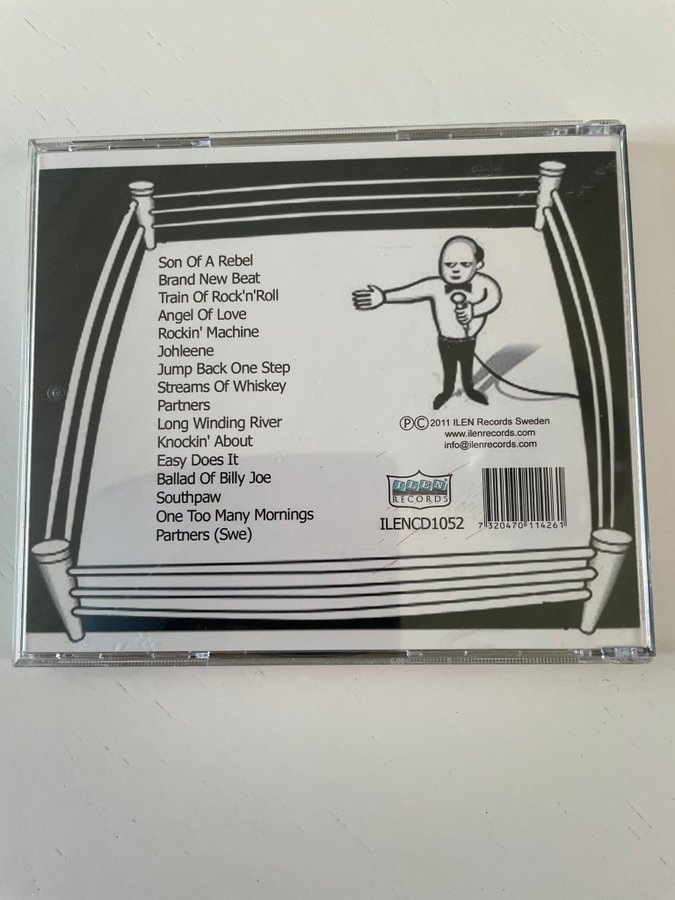 Son Of A Rebel
Brand New Beat
Train Of Rock'n'Roll
Angel Of Love
Rockin' Machine
Johleene
Jump Back One Step
Streams Of Whiskey
Partners
Long Winding River
Knockin' About
Easy Does It
Ballad Of Billy Joe
Southpaw
One Too Many Mornings
Partners (Swe)
ⓅⒸ2011 ILEN Records Sweden
www.ilenrecords.com
info@ilenrecords.com
ILEN
RECORDS
ILENCD1052
7 320470 114261